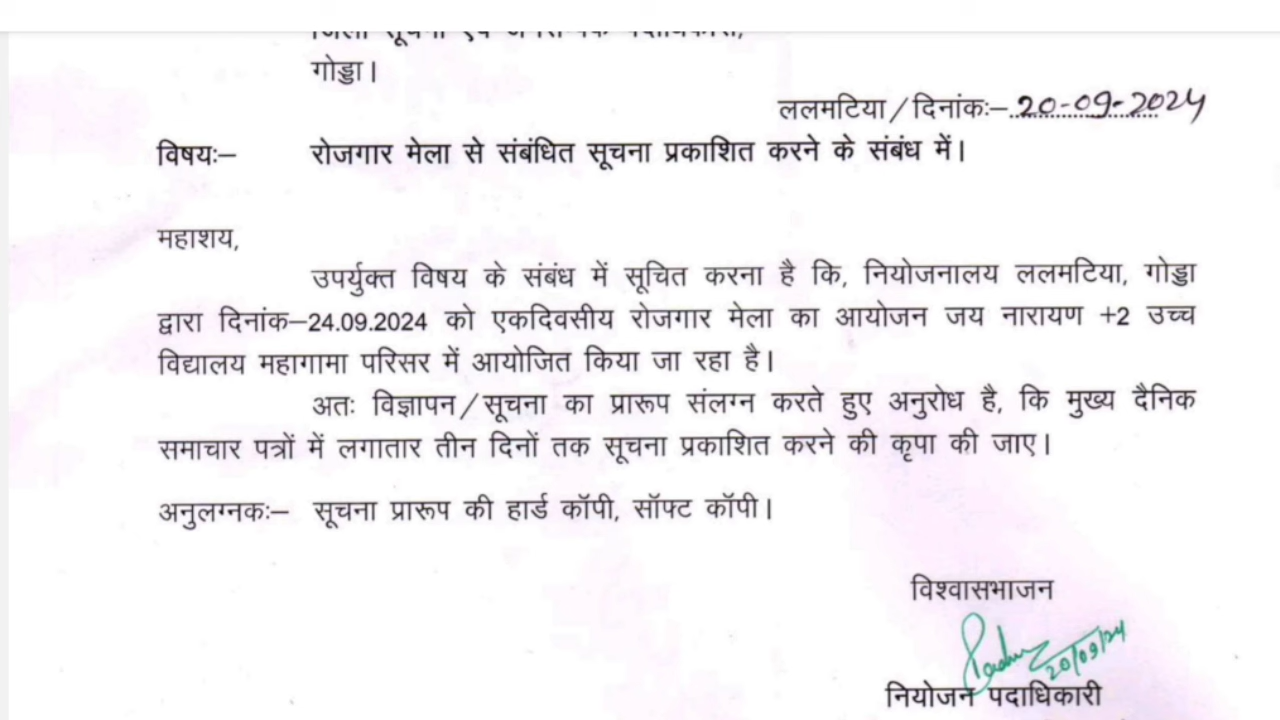 गोड्डा।
ललमटिया/दिनांकः– 20-09-2024
विषयः– रोजगार मेला से संबंधित सूचना प्रकाशित करने के संबंध में।
महाशय,
उपर्युक्त विषय के संबंध में सूचित करना है कि, नियोजनालय ललमटिया, गोड्डा
द्वारा दिनांक–24.09.2024 को एकदिवसीय रोजगार मेला का आयोजन जय नारायण +2 उच्च
विद्यालय महागामा परिसर में आयोजित किया जा रहा है।
अतः विज्ञापन/सूचना का प्रारूप संलग्न करते हुए अनुरोध है, कि मुख्य दैनिक
समाचार पत्रों में लगातार तीन दिनों तक सूचना प्रकाशित करने की कृपा की जाए।
अनुलग्नकः– सूचना प्रारूप की हार्ड कॉपी, सॉफ्ट कॉपी।
विश्वासभाजन
20/09/24
नियोजन पदाधिकारी